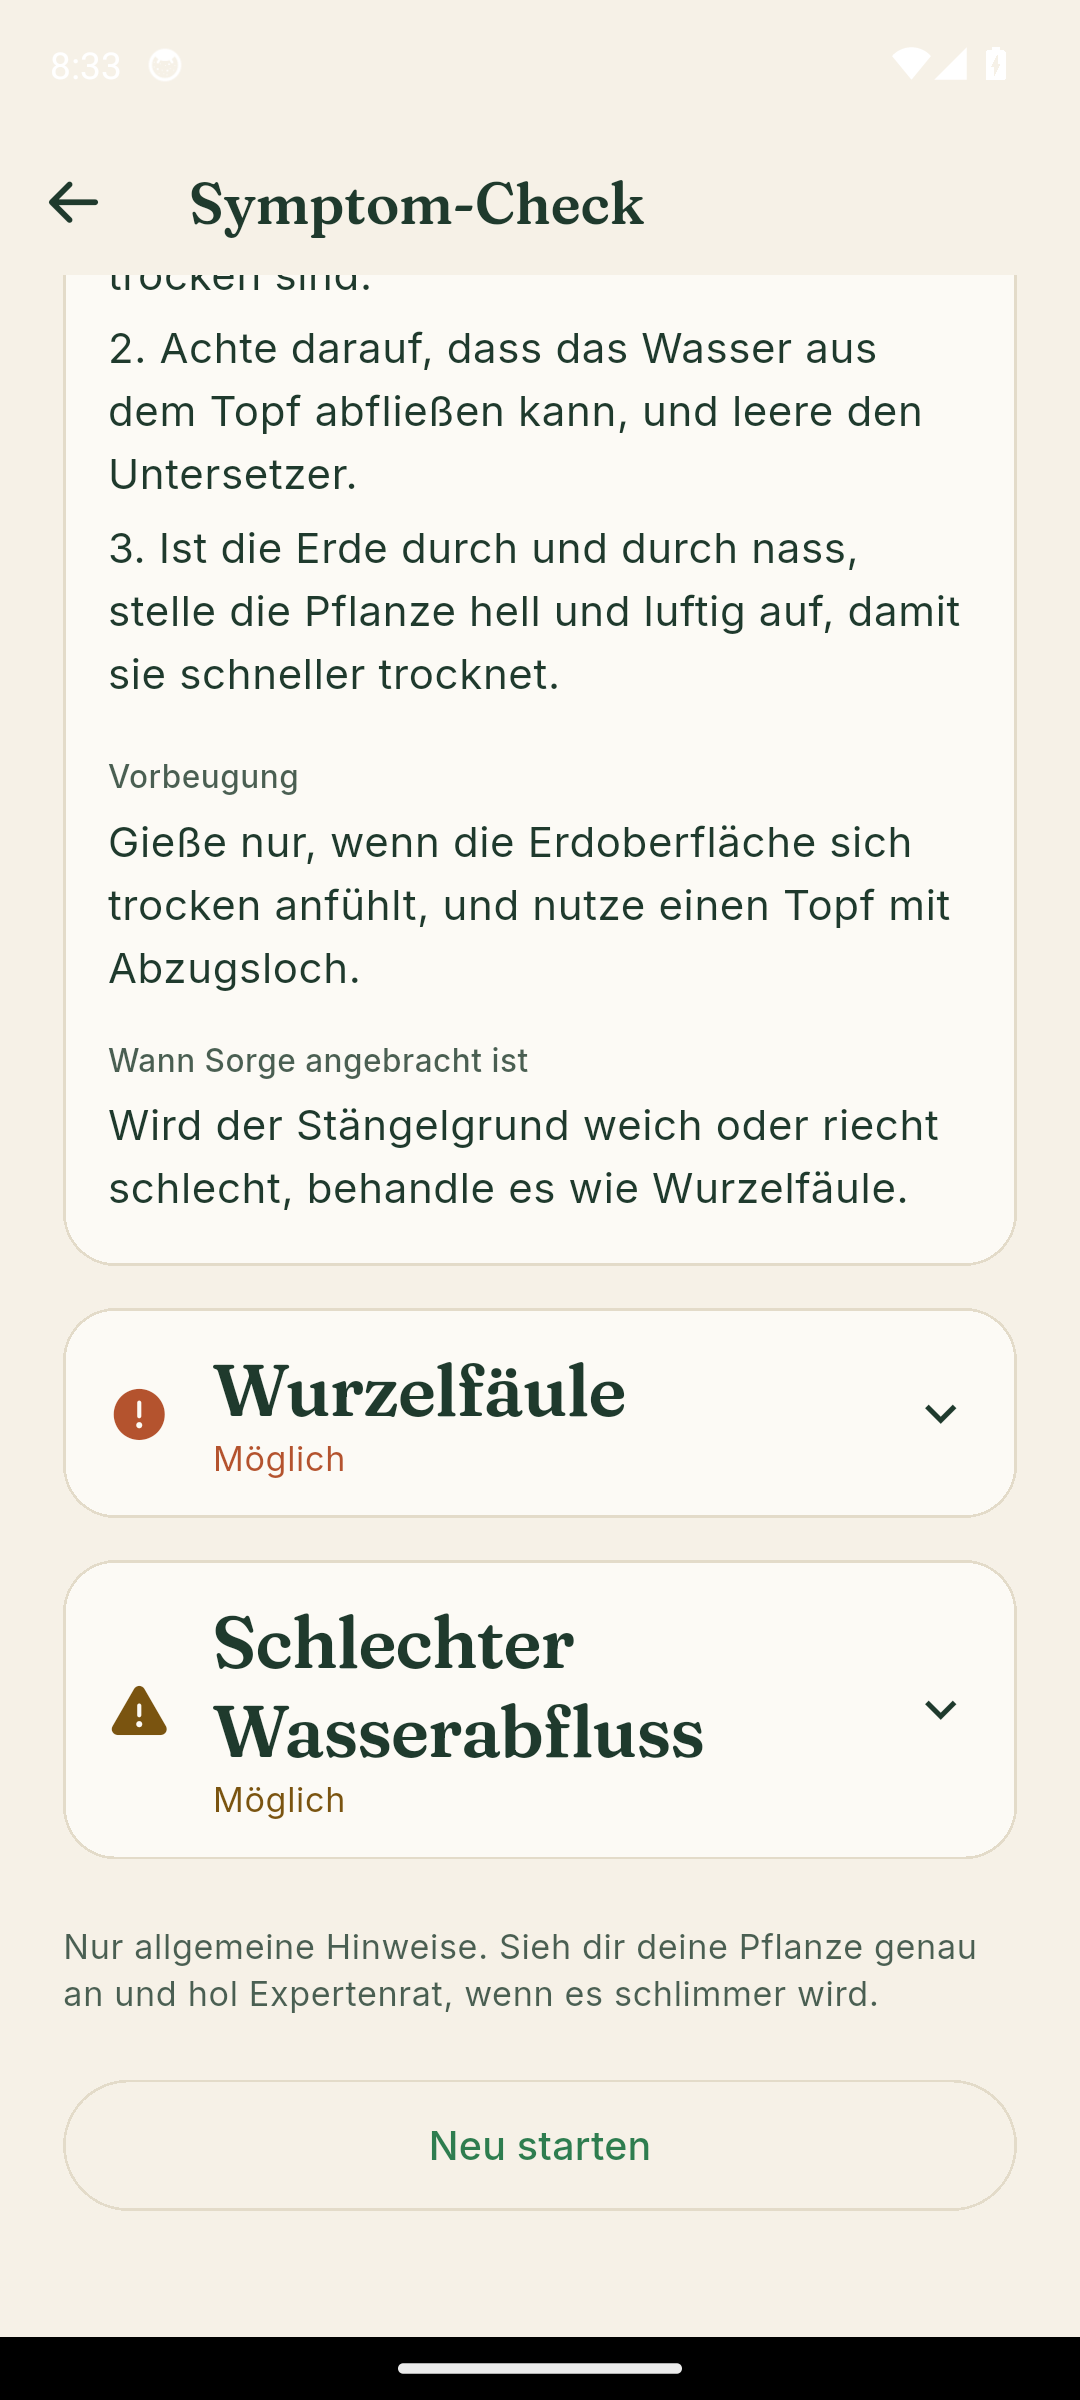 8:33
Symptom-Check
trocken sind.
2. Achte darauf, dass das Wasser aus
dem Topf abfließen kann, und leere den
Untersetzer.
3. Ist die Erde durch und durch nass,
stelle die Pflanze hell und luftig auf, damit
sie schneller trocknet.
Vorbeugung
Gieße nur, wenn die Erdoberfläche sich
trocken anfühlt, und nutze einen Topf mit
Abzugsloch.
Wann Sorge angebracht ist
Wird der Stängelgrund weich oder riecht
schlecht, behandle es wie Wurzelfäule.
Wurzelfäule
Möglich
Schlechter
Wasserabfluss
Möglich
Nur allgemeine Hinweise. Sieh dir deine Pflanze genau
an und hol Expertenrat, wenn es schlimmer wird.
Neu starten